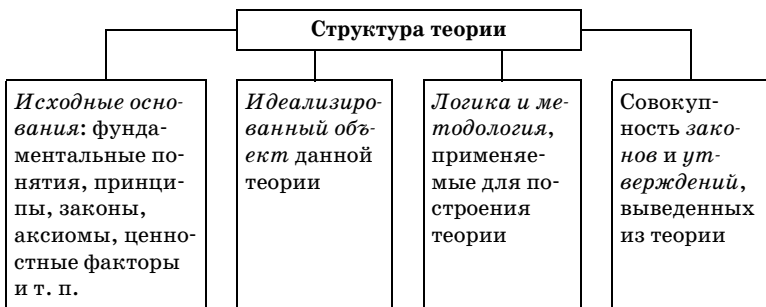 Структура теории
Исходные осно-
вания: фунда-
ментальные по-
нятия, принци-
пы, законы,
аксиомы, ценно-
стные факторы
и т. п.
Идеализиро-
ванный объ-
ект данной
теории
Логика и ме-
тодология,
применяе-
мые для по-
строения
теории
Совокуп-
ность зако-
нов и ут-
верждений,
выведенных
из теории